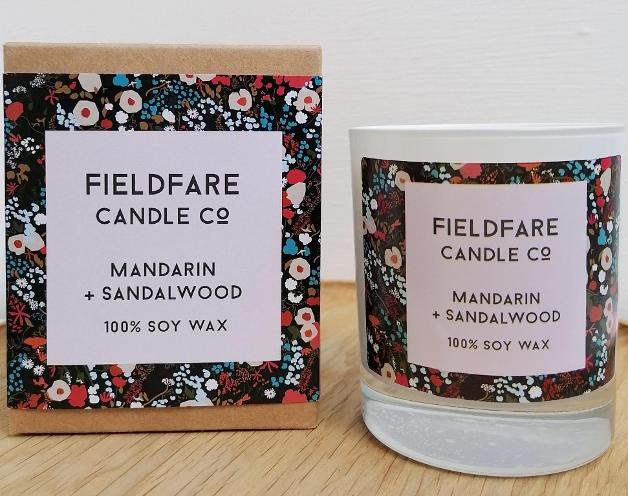 FIELDFARE
CANDLE Cº
MANDARIN
+ SANDALWOOD
100% SOY WAX
FIELDFARE
CANDLE Cº
MANDARIN
+ SANDALWOOD
100% SOY WAX